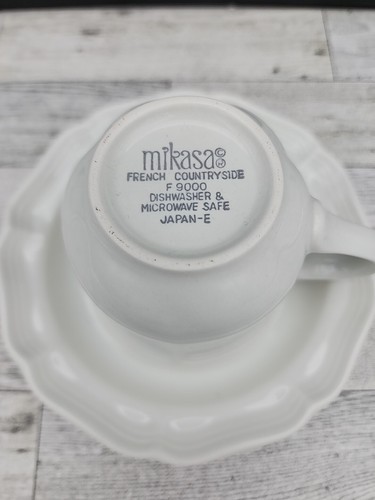 mikasa©®
FRENCH COUNTRYSIDE
F 9000
DISHWASHER &
MICROWAVE SAFE
JAPAN-E